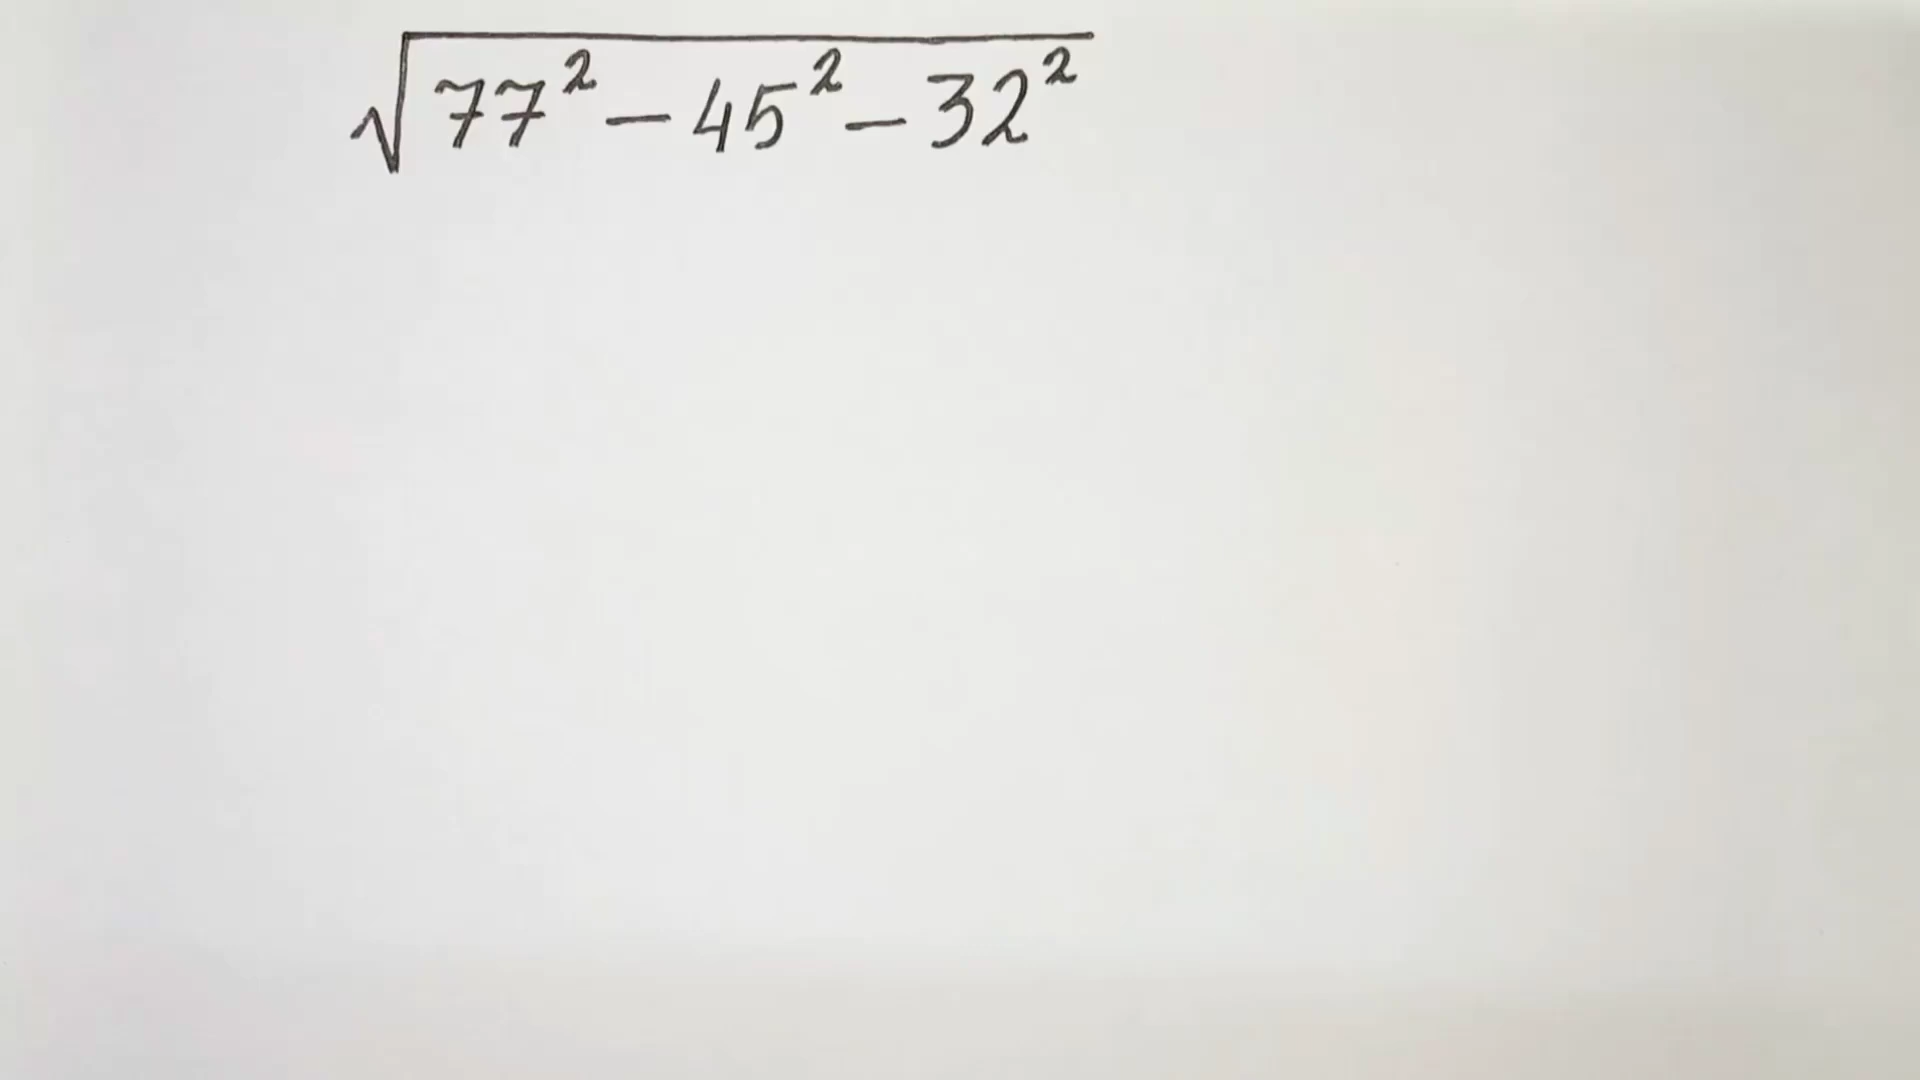 √77² – 45² – 32²